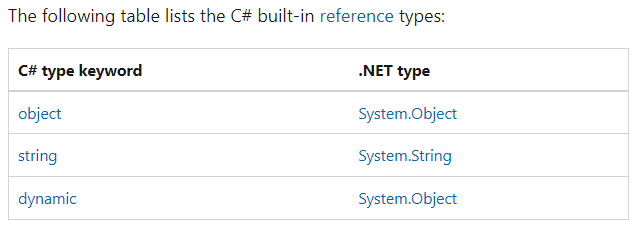 The following table lists the C# built-in reference types:
C# type keyword .NET type
object System.Object
string System.String
dynamic System.Object